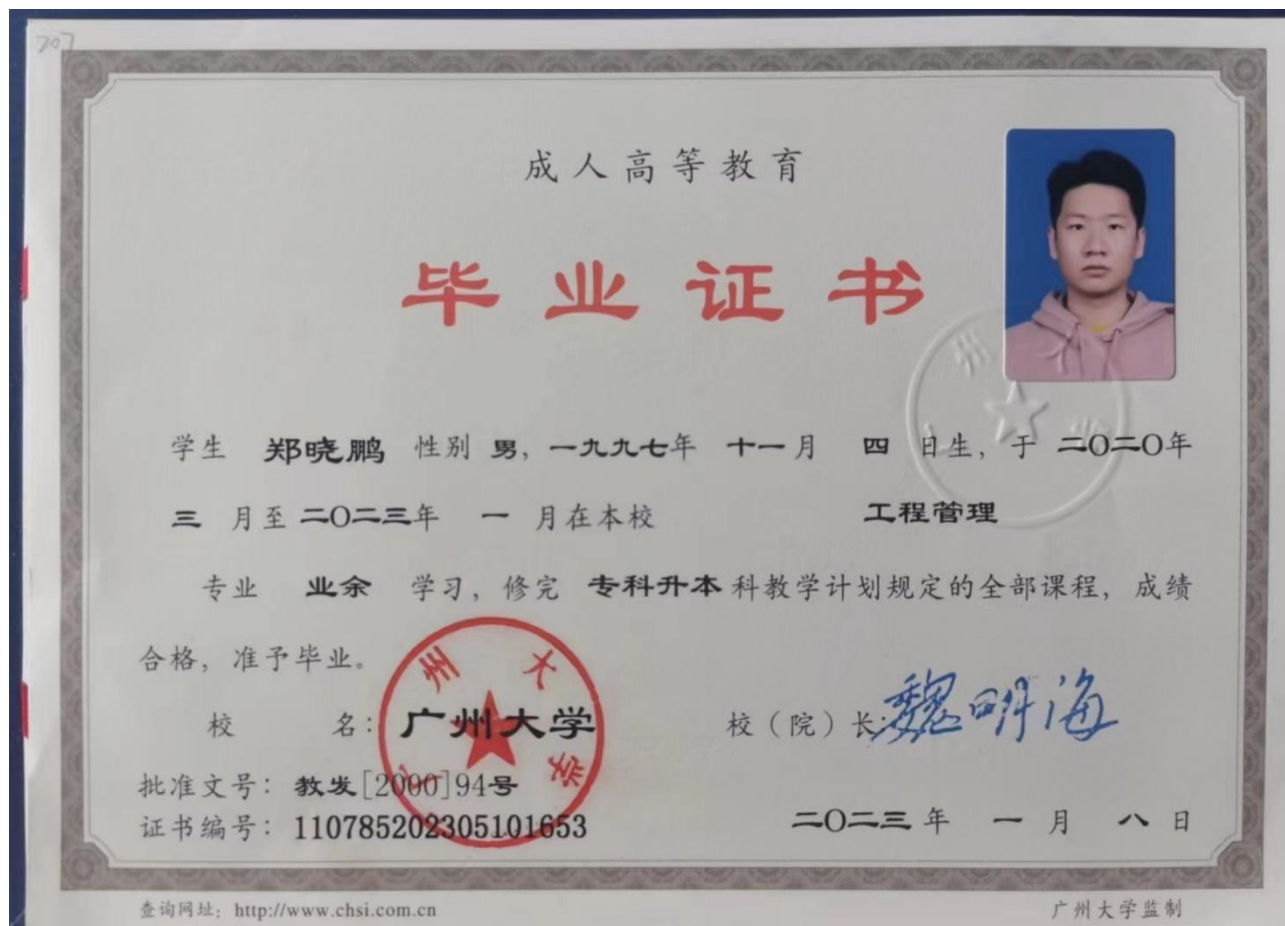 207
成人高等教育
毕业证书
学生 郑晓鹏 性别 男，一九九七年 十一月 四 日生，于 二〇二〇年
三 月至 二〇二三年 一 月在本校 工程管理
专业 业余 学习，修完 专科升本 科教学计划规定的全部课程，成绩
合格，准予毕业。
校 名：广州大学 校（院）长：魏明海
批准文号：教发[2000]94号
证书编号：110785202305101653 二〇二三 年 一 月 八 日
广州大学
查询网址：http://www.chsi.com.cn 广州大学监制